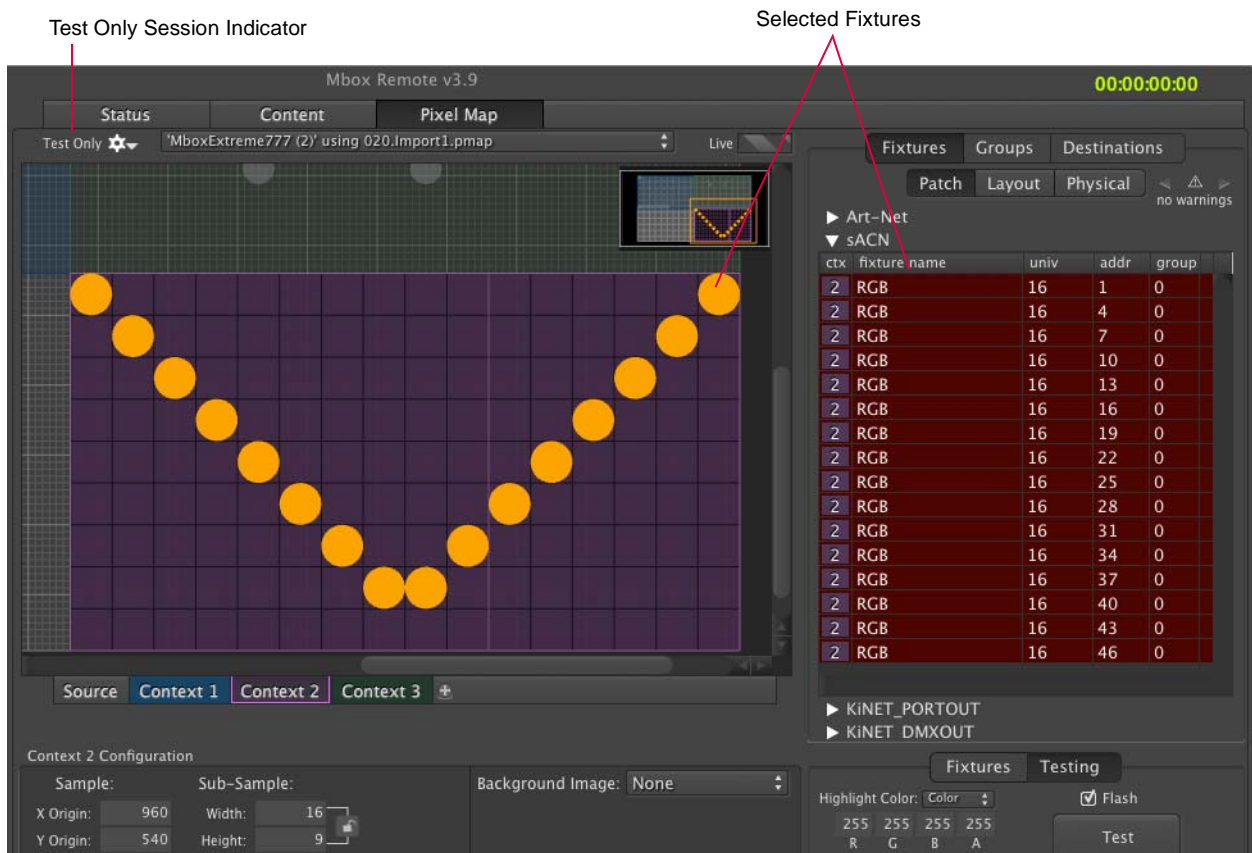 Test Only Session Indicator
Selected Fixtures
Mbox Remote v3.9
00:00:00:00
Status Content Pixel Map
Test Only 'MboxExtreme777 (2)' using 020.Import1.pmap Live
Fixtures Groups Destinations
Patch Layout Physical
no warnings
Art-Net
sACN
ctx fixture name univ addr group
2 RGB 16 1 0
2 RGB 16 4 0
2 RGB 16 7 0
2 RGB 16 10 0
2 RGB 16 13 0
2 RGB 16 16 0
2 RGB 16 19 0
2 RGB 16 22 0
2 RGB 16 25 0
2 RGB 16 28 0
2 RGB 16 31 0
2 RGB 16 34 0
2 RGB 16 37 0
2 RGB 16 40 0
2 RGB 16 43 0
2 RGB 16 46 0
KiNET_PORTOUT
KiNET_DMXOUT
Source Context 1 Context 2 Context 3
Context 2 Configuration
Sample: Sub-Sample:
X Origin: 960 Width: 16
Y Origin: 540 Height: 9
Background Image: None
Fixtures Testing
Highlight Color: Color Flash
255 255 255 255
R G B A
Test